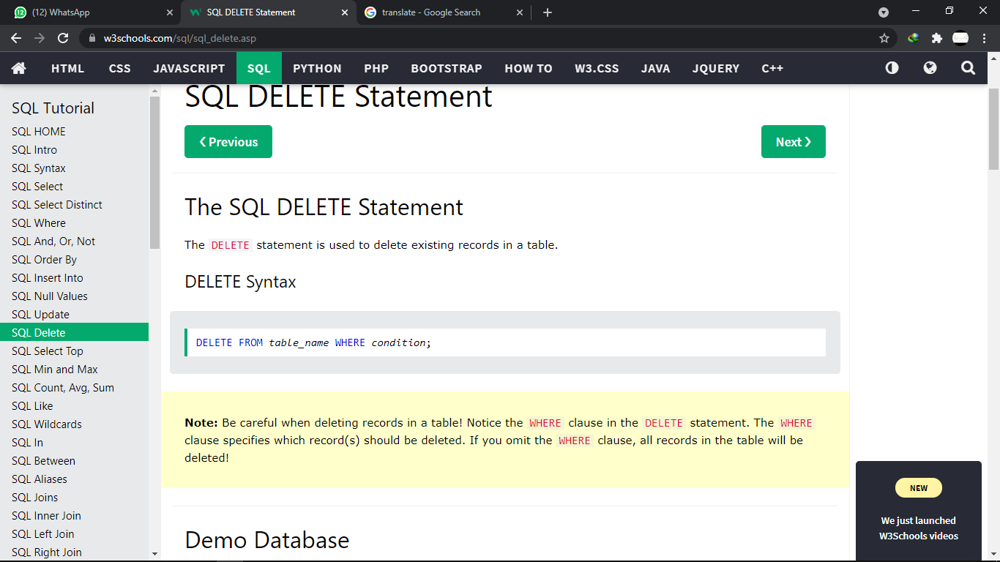 (12) WhatsApp
SQL DELETE Statement
translate - Google Search
w3schools.com/sql/sql_delete.asp
HTML CSS JAVASCRIPT SQL PYTHON PHP BOOTSTRAP HOW TO W3.CSS JAVA JQUERY C++
SQL Tutorial
SQL HOME
SQL Intro
SQL Syntax
SQL Select
SQL Select Distinct
SQL Where
SQL And, Or, Not
SQL Order By
SQL Insert Into
SQL Null Values
SQL Update
SQL Delete
SQL Select Top
SQL Min and Max
SQL Count, Avg, Sum
SQL Like
SQL Wildcards
SQL In
SQL Between
SQL Aliases
SQL Joins
SQL Inner Join
SQL Left Join
SQL Right Join
SQL DELETE Statement
❮ Previous
Next ❯
The SQL DELETE Statement
The DELETE statement is used to delete existing records in a table.
DELETE Syntax
DELETE FROM table_name WHERE condition;
Note: Be careful when deleting records in a table! Notice the WHERE clause in the DELETE statement. The WHERE
clause specifies which record(s) should be deleted. If you omit the WHERE clause, all records in the table will be
deleted!
Demo Database
NEW
We just launched
W3Schools videos